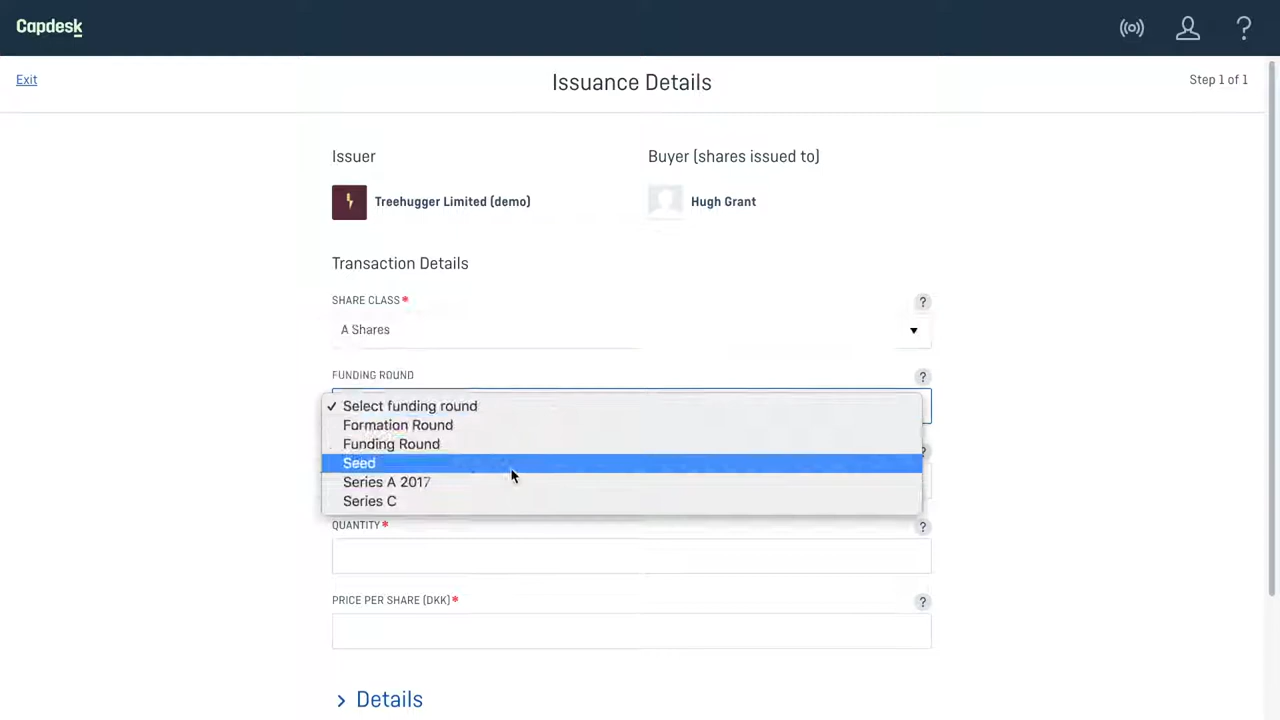 Capdesk
?
Exit
Issuance Details
Step 1 of 1
Issuer
Buyer (shares issued to)
Treehugger Limited (demo)
Hugh Grant
Transaction Details
SHARE CLASS*
?
A Shares
FUNDING ROUND
?
✓ Select funding round
Formation Round
Funding Round
Seed
Series A 2017
Series C
?
QUANTITY*
?
PRICE PER SHARE (DKK)*
?
> Details